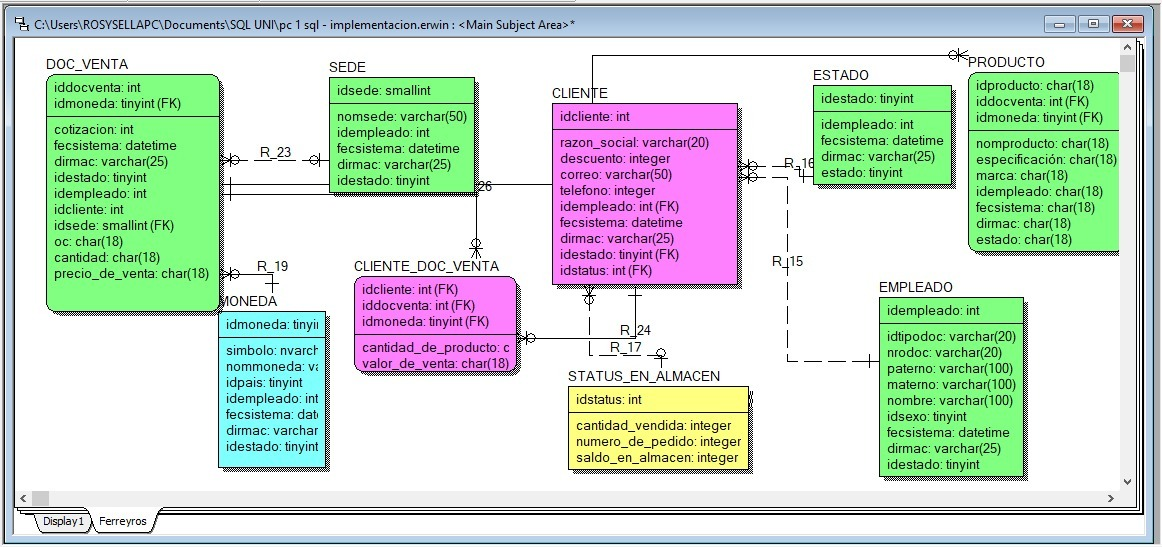 C:\Users\ROSYSELLAPC\Documents\SQL UNI\pc 1 sql - implementacion.erwin : <Main Subject Area>*
DOC_VENTA
iddocventa: int
idmoneda: tinyint (FK)
cotizacion: int
fecsistema: datetime
dirmac: varchar(25)
idestado: tinyint
idempleado: int
idcliente: int
idsede: smallint (FK)
oc: char(18)
cantidad: char(18)
precio_de_venta: char(18)
SEDE
idsede: smallint
nomsede: varchar(50)
idempleado: int
fecsistema: datetime
dirmac: varchar(25)
idestado: tinyint
R_23
26
R_19
MONEDA
idmoneda: tinyi
simbolo: nvarch
nommoneda: va
idpais: tinyint
idempleado: int
fecsistema: dat
dirmac: varchar
idestado: tinyint
CLIENTE_DOC_VENTA
idcliente: int (FK)
iddocventa: int (FK)
idmoneda: tinyint (FK)
cantidad_de_producto: c
valor_de_venta: char(18)
CLIENTE
idcliente: int
razon_social: varchar(20)
descuento: integer
correo: varchar(50)
telefono: integer
idempleado: int (FK)
fecsistema: datetime
dirmac: varchar(25)
idestado: tinyint (FK)
idstatus: int (FK)
R_24
R_17
STATUS_EN_ALMACEN
idstatus: int
cantidad_vendida: integer
numero_de_pedido: integer
saldo_en_almacen: integer
ESTADO
idestado: tinyint
idempleado: int
fecsistema: datetime
dirmac: varchar(25)
estado: tinyint
R_16
R_15
PRODUCTO
idproducto: char(18)
iddocventa: int (FK)
idmoneda: tinyint (FK)
nomproducto: char(18)
especificación: char(18)
marca: char(18)
idempleado: char(18)
fecsistema: char(18)
dirmac: char(18)
estado: char(18)
EMPLEADO
idempleado: int
idtipodoc: varchar(20)
nrodoc: varchar(20)
paterno: varchar(100)
materno: varchar(100)
nombre: varchar(100)
idsexo: tinyint
fecsistema: datetime
dirmac: varchar(25)
idestado: tinyint
Display1
Ferreyros